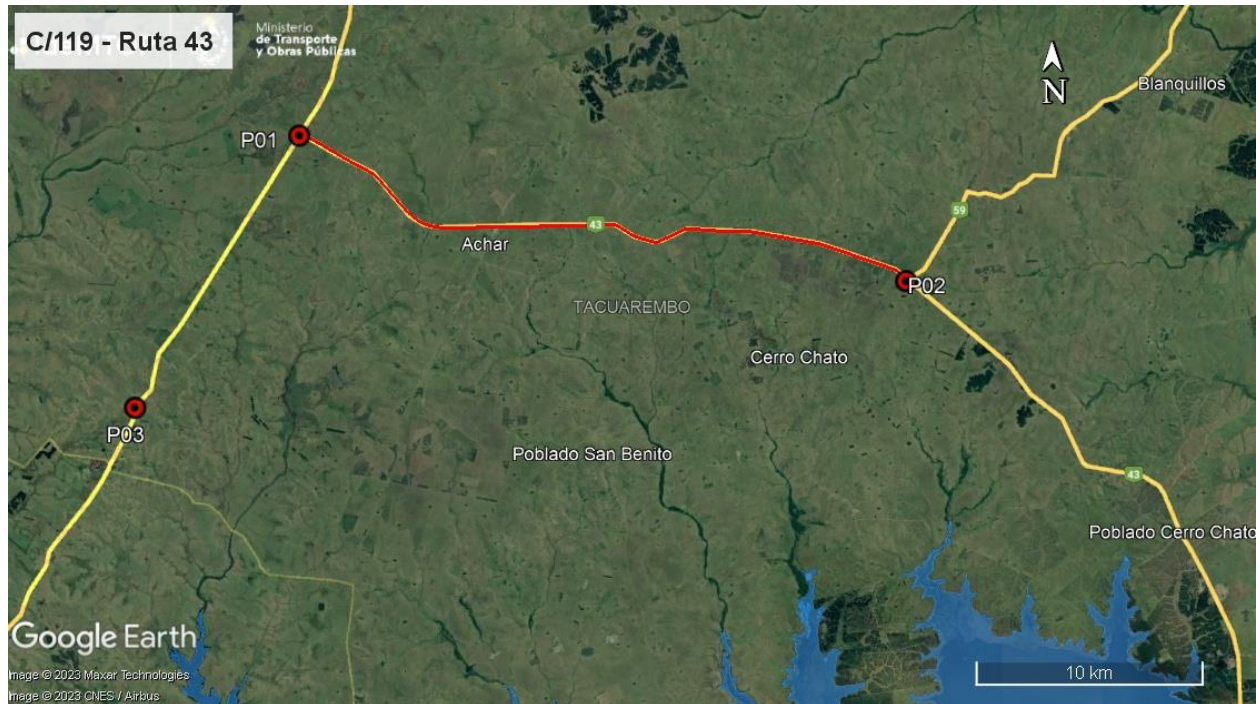 C/119 - Ruta 43
Ministerio
de Transporte
y Obras Públicas
Blanquillos
N
P01
59
Achar
43
P02
TACUAREMBO
Cerro Chato
P03
Poblado San Benito
43
Poblado Cerro Chato
Google Earth
10 km
Image © 2023 Maxar Technologies
Image © 2023 CNES / Airbus